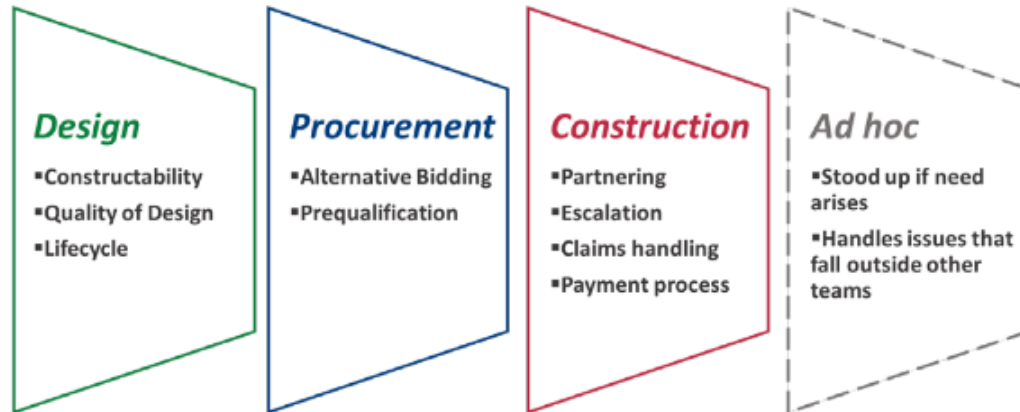 Design
▪Constructability
▪Quality of Design
▪Lifecycle
Procurement
▪Alternative Bidding
▪Prequalification
Construction
▪Partnering
▪Escalation
▪Claims handling
▪Payment process
Ad hoc
▪Stood up if need
arises
▪Handles issues that
fall outside other
teams